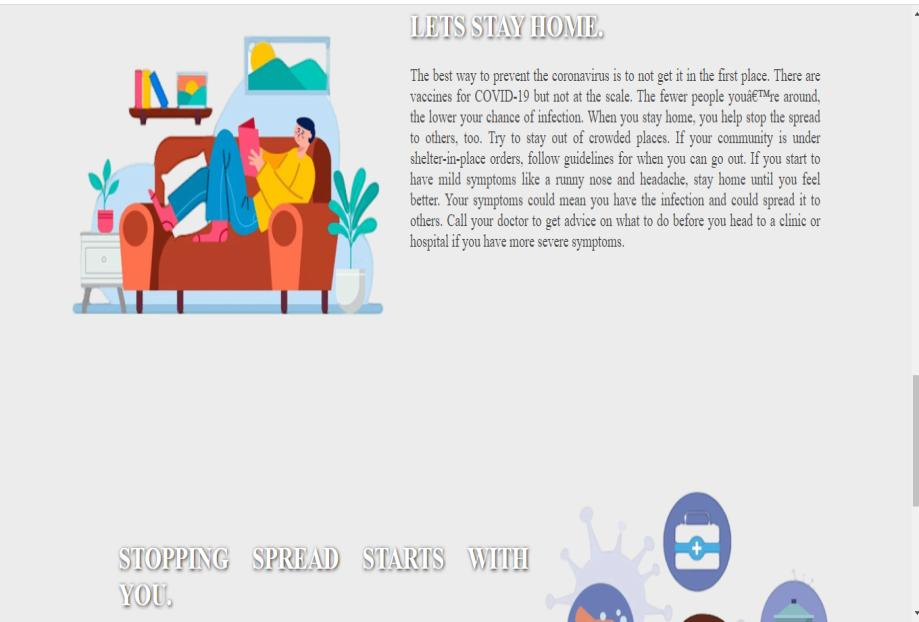 LETS STAY HOME.
The best way to prevent the coronavirus is to not get it in the first place. There are
vaccines for COVID-19 but not at the scale. The fewer people youâ€™re around,
the lower your chance of infection. When you stay home, you help stop the spread
to others, too. Try to stay out of crowded places. If your community is under
shelter-in-place orders, follow guidelines for when you can go out. If you start to
have mild symptoms like a runny nose and headache, stay home until you feel
better. Your symptoms could mean you have the infection and could spread it to
others. Call your doctor to get advice on what to do before you head to a clinic or
hospital if you have more severe symptoms.
STOPPING SPREAD STARTS WITH
YOU.